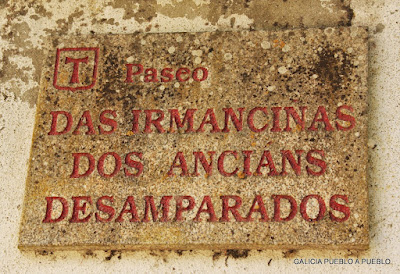 T Paseo
DAS IRMANCINAS
DOS ANCIANS
DESAMPARADOS
GALICIA PUEBLO A PUEBLO